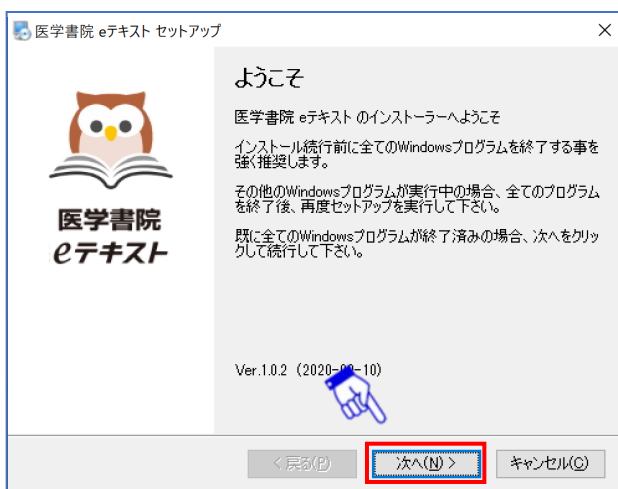 医学書院 eテキスト セットアップ
医学書院
eテキスト
ようこそ
医学書院 eテキスト のインストーラーへようこそ
インストール続行前に全てのWindowsプログラムを終了する事を
強く推奨します。
その他のWindowsプログラムが実行中の場合、全てのプログラム
を終了後、再度セットアップを実行して下さい。
既に全てのWindowsプログラムが終了済みの場合、次へをクリッ
クして続行して下さい。
Ver.1.0.2
< 戻る(P)
次へ(N) >
キャンセル(C)